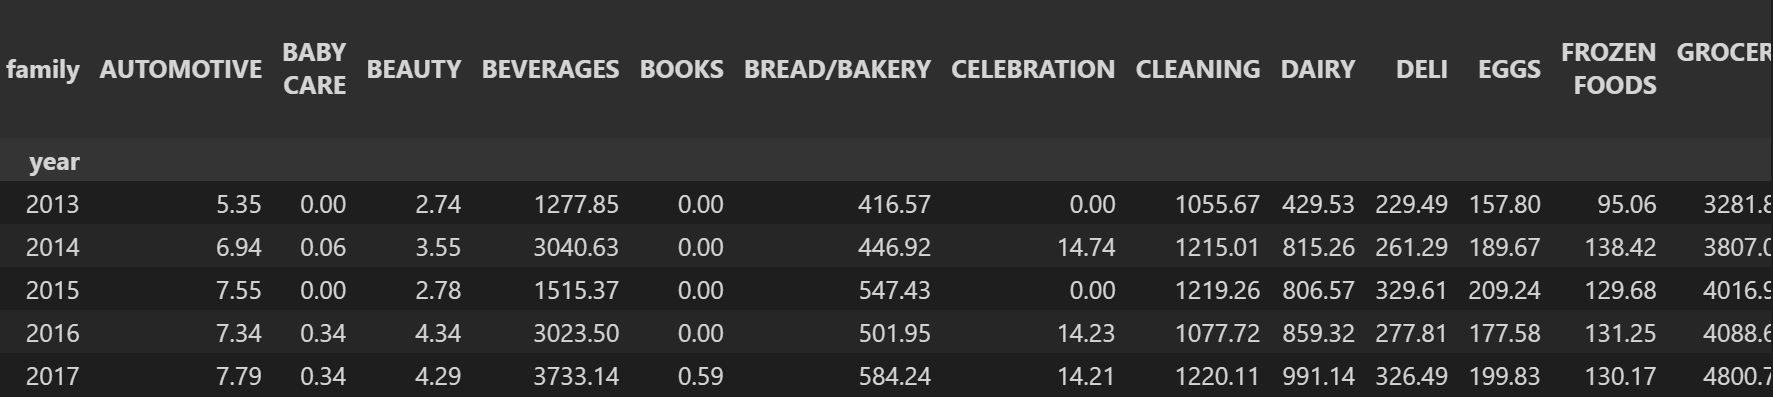 family AUTOMOTIVE BABY CARE BEAUTY BEVERAGES BOOKS BREAD/BAKERY CELEBRATION CLEANING DAIRY DELI EGGS FROZEN FOODS GROCER
year
2013 5.35 0.00 2.74 1277.85 0.00 416.57 0.00 1055.67 429.53 229.49 157.80 95.06 3281.8
2014 6.94 0.06 3.55 3040.63 0.00 446.92 14.74 1215.01 815.26 261.29 189.67 138.42 3807.0
2015 7.55 0.00 2.78 1515.37 0.00 547.43 0.00 1219.26 806.57 329.61 209.24 129.68 4016.9
2016 7.34 0.34 4.34 3023.50 0.00 501.95 14.23 1077.72 859.32 277.81 177.58 131.25 4088.6
2017 7.79 0.34 4.29 3733.14 0.59 584.24 14.21 1220.11 991.14 326.49 199.83 130.17 4800.7